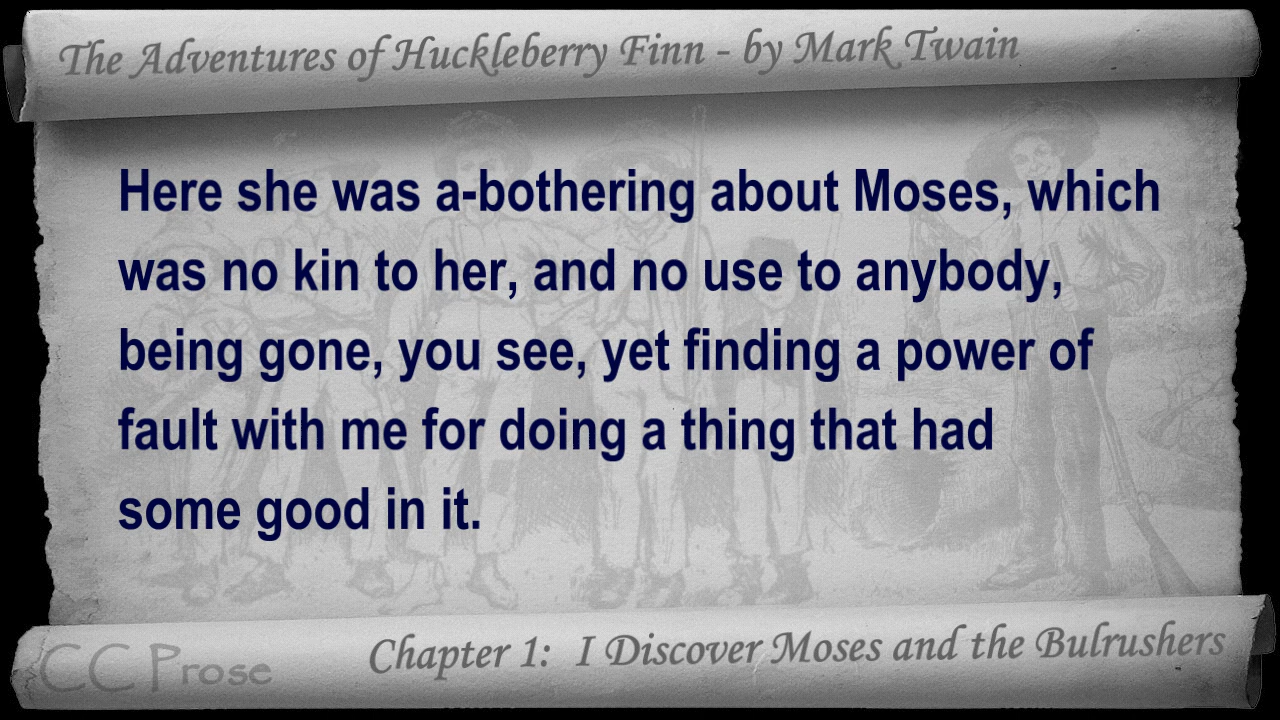 The Adventures of Huckleberry Finn - by Mark Twain
Here she was a-bothering about Moses, which
was no kin to her, and no use to anybody,
being gone, you see, yet finding a power of
fault with me for doing a thing that had
some good in it.
CC Prose
Chapter 1: I Discover Moses and the Bulrushers